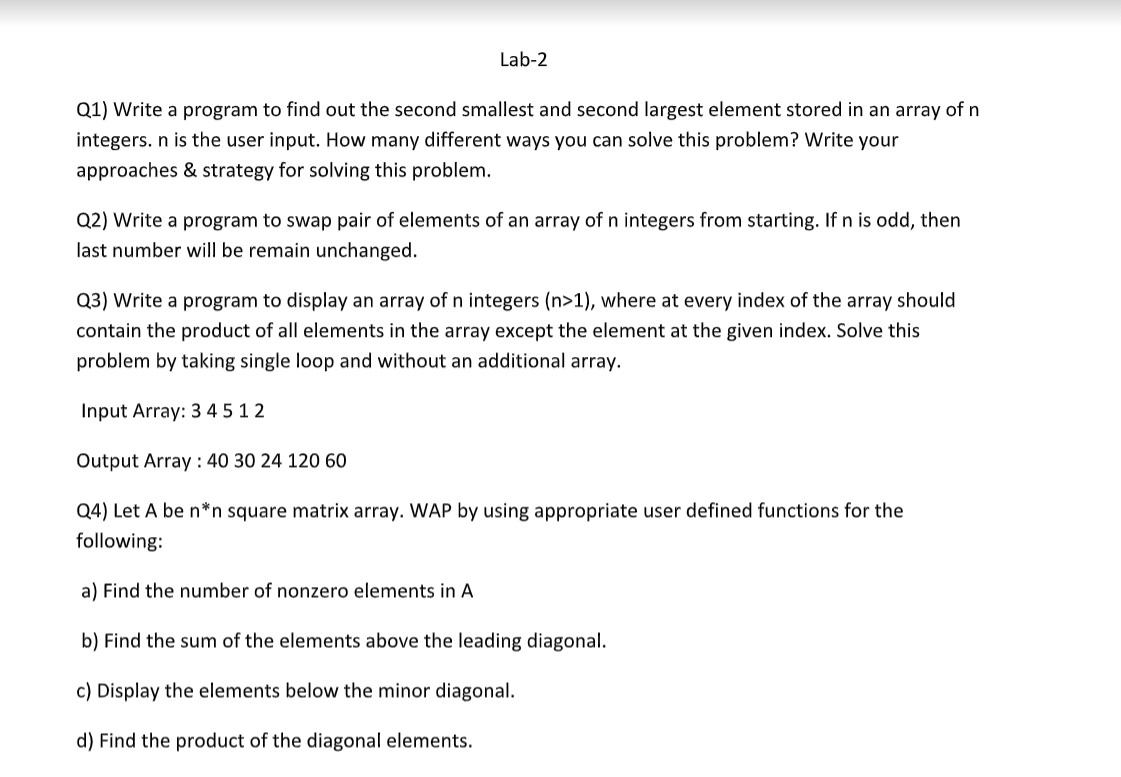 Lab-2
Q1) Write a program to find out the second smallest and second largest element stored in an array of n
integers. n is the user input. How many different ways you can solve this problem? Write your
approaches & strategy for solving this problem.
Q2) Write a program to swap pair of elements of an array of n integers from starting. If n is odd, then
last number will be remain unchanged.
Q3) Write a program to display an array of n integers (n>1), where at every index of the array should
contain the product of all elements in the array except the element at the given index. Solve this
problem by taking single loop and without an additional array.
Input Array: 3 4 5 1 2
Output Array : 40 30 24 120 60
Q4) Let A be n*n square matrix array. WAP by using appropriate user defined functions for the
following:
a) Find the number of nonzero elements in A
b) Find the sum of the elements above the leading diagonal.
c) Display the elements below the minor diagonal.
d) Find the product of the diagonal elements.